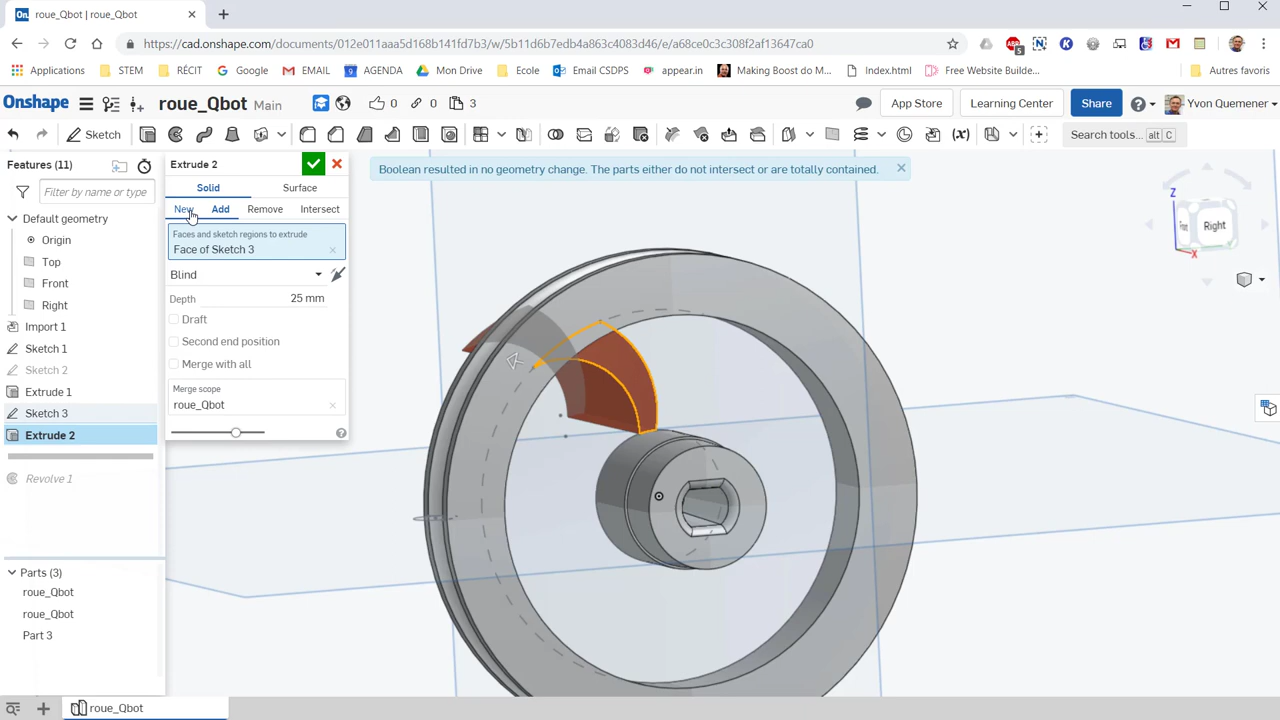 roue_Qbot | roue_Qbot
https://cad.onshape.com/documents/012e011aaa5d168b141fd7b3/w/5b11d3b7edb4a863c4083d46/e/a68ce0c3c308f2af13647ca0
Applications STEM RÉCIT Google EMAIL AGENDA Mon Drive Ecole Email CSDPS appear.in Making Boost do M... Index.html Free Website Builde... Autres favoris
Onshape roue_Qbot Main 0 0 3 App Store Learning Center Share Yvon Quemener
Sketch Search tools... alt C
Features (11)
Filter by name or type
Default geometry
Origin
Top
Front
Right
Import 1
Sketch 1
Sketch 2
Extrude 1
Sketch 3
Extrude 2
Revolve 1
Parts (3)
roue_Qbot
roue_Qbot
Part 3
Extrude 2
Solid Surface
New Add Remove Intersect
Faces and sketch regions to extrude
Face of Sketch 3
Blind
Depth 25 mm
Draft
Second end position
Merge with all
Merge scope
roue_Qbot
Boolean resulted in no geometry change. The parts either do not intersect or are totally contained.
Z
Right
X
roue_Qbot